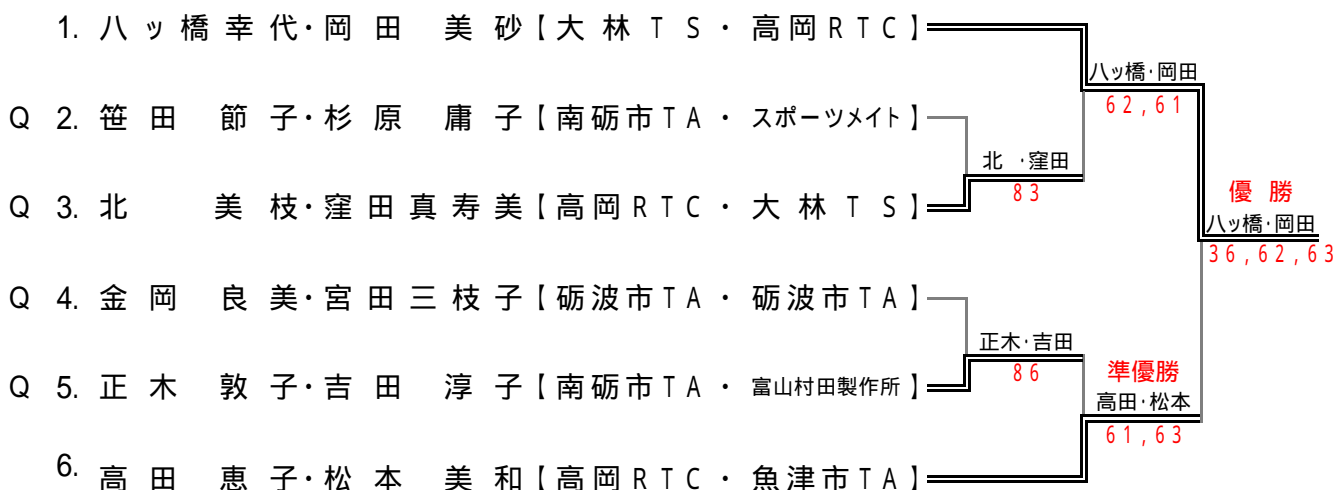 1. 八ッ橋幸代・岡田 美砂【大林TS・高岡RTC】
八ッ橋・岡田
62,61
Q 2. 笹田 節子・杉原 庸子【南砺市TA・スポーツメイト】
北 ・窪田
83
Q 3. 北 美枝・窪田真寿美【高岡RTC・大林TS】
優勝
八ッ橋・岡田
36,62,63
Q 4. 金岡 良美・宮田三枝子【砺波市TA・砺波市TA】
正木・吉田
86
Q 5. 正木 敦子・吉田 淳子【南砺市TA・富山村田製作所】
準優勝
高田・松本
61,63
6. 高田 恵子・松本 美和【高岡RTC・魚津市TA】